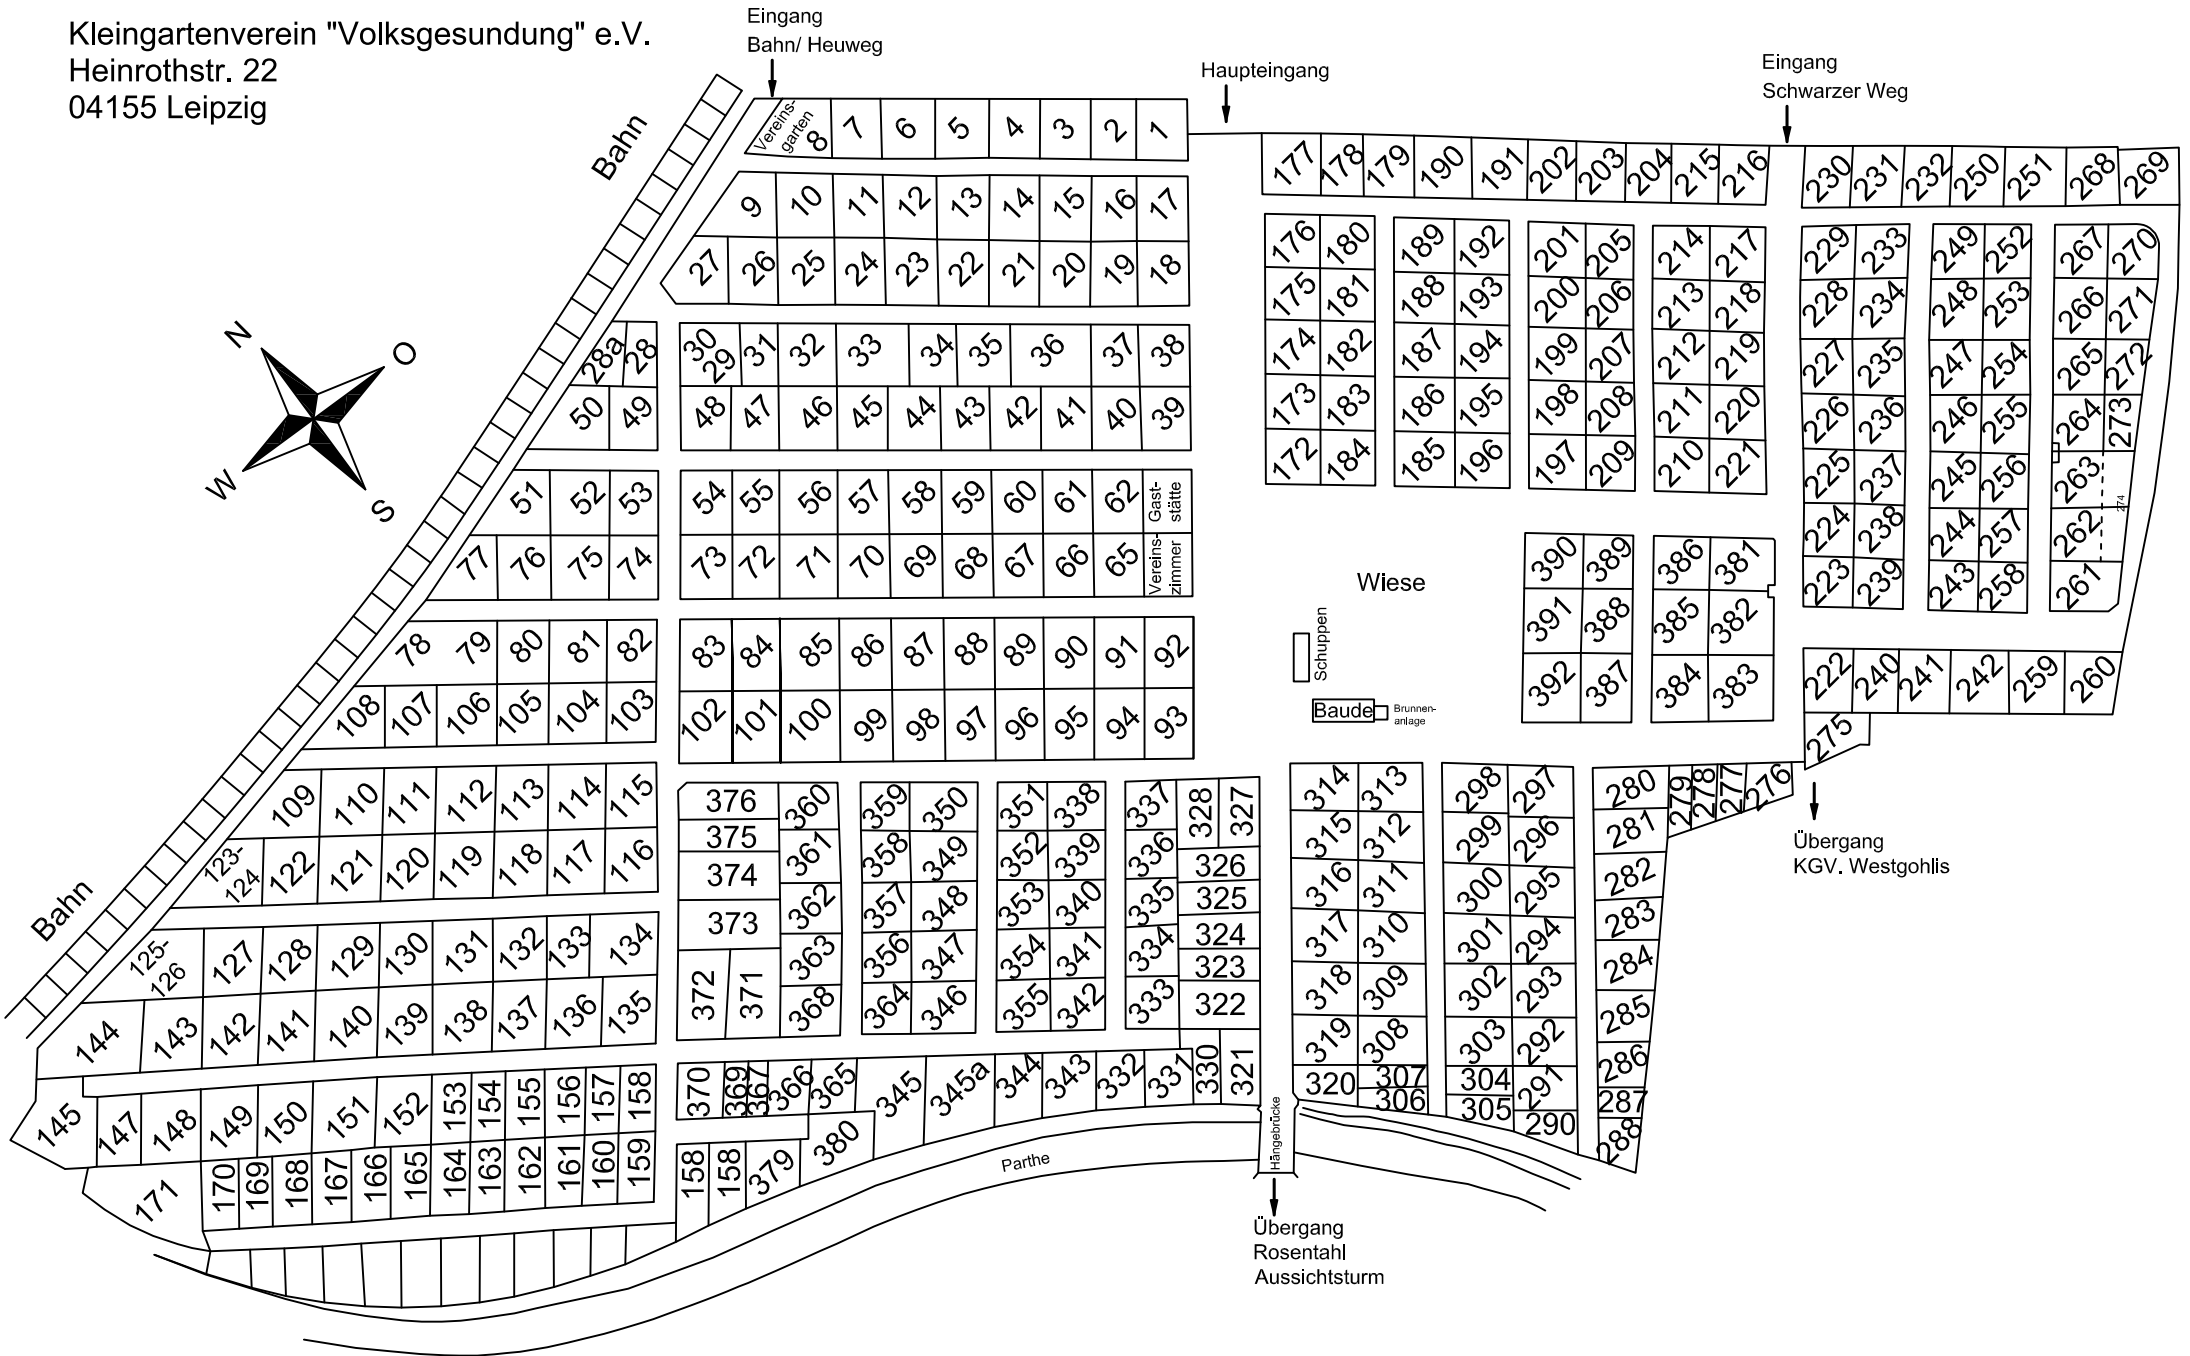 Kleingartenverein "Volksgesundung" e.V.
Heinrothstr. 22
04155 Leipzig
Eingang
Bahn/ Heuweg
Haupteingang
Eingang
Schwarzer Weg
Bahn
Vereins-
garten
8 7 6 5 4 3 2 1
177 178 179 190 191 202 203 204 215 216 230 231 232 250 251 268 269
9 10 11 12 13 14 15 16 17
27 26 25 24 23 22 21 20 19 18
176 180 189 192 201 205 214 217 229 233 249 252 267 270
175 181 188 193 200 206 213 218 228 234 248 253 266 271
N
O
W
S
28a 28 30 29 31 32 33 34 35 36 37 38
174 182 187 194 199 207 212 219 227 235 247 254 265 272
50 49 48 47 46 45 44 43 42 41 40 39
173 183 186 195 198 208 211 220 226 236 246 255 264 273
172 184 185 196 197 209 210 221 225 237 245 256 263
274
51 52 53 54 55 56 57 58 59 60 61 62
Gast-
stätte
224 238 244 257 262
77 76 75 74 73 72 71 70 69 68 67 66 65
Vereins-
zimmer
Wiese
390 389 386 381 223 239 243 258 261
391 388 385 382
392 387 384 383 222 240 241 242 259 260
Schuppen
Baude
Brunnen-
anlage
78 79 80 81 82 83 84 85 86 87 88 89 90 91 92
108 107 106 105 104 103 102 101 100 99 98 97 96 95 94 93
275
109 110 111 112 113 114 115
376 360 359 350 351 338 337 328 327 314 313 298 297 280 279 278 277 276
375 361 358 349 352 339 336 326 315 312 299 296 281
Übergang
KGV. Westgohlis
123-
124
122 121 120 119 118 117 116
374 362 357 348 353 340 335 325 316 311 300 295 282
373 363 356 347 354 341 334 324 317 310 301 294 283
323
Bahn
125-
126
127 128 129 130 131 132 133 134
372 371 368 364 346 355 342 333 322 318 309 302 293 284
144 143 142 141 140 139 138 137 136 135
319 308 303 292 285
145 147 148 149 150 151 152 153 154 155 156 157 158
370 369 367 366 365 345 345a 344 343 332 331 330 321 320 307 304 291 286
306 305 290 287
288
171 170 169 168 167 166 165 164 163 162 161 160 159
158 158 379 380
Parthe
Hängebrücke
Übergang
Rosentahl
Aussichtsturm